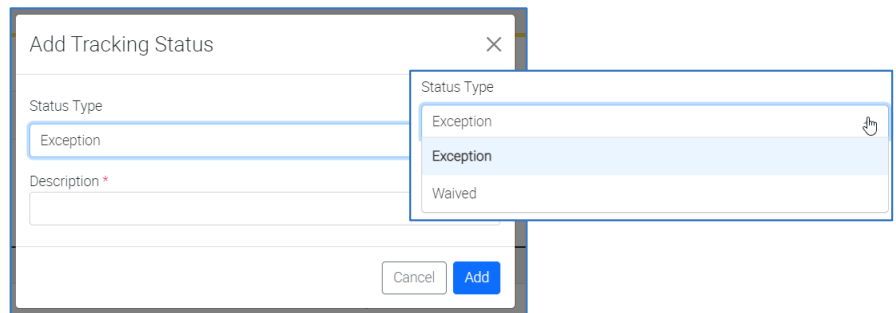 Add Tracking Status
Status Type
Exception
Description *
Cancel Add
Status Type
Exception
Exception
Waived